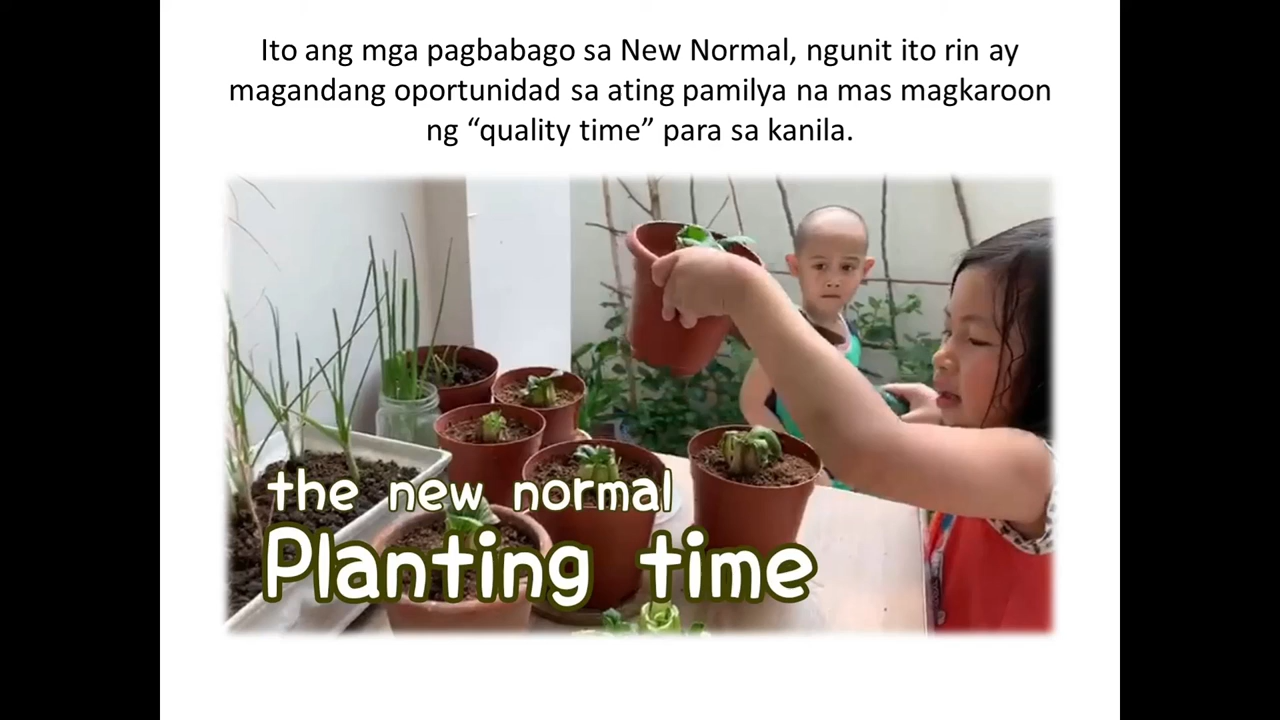 Ito ang mga pagbabago sa New Normal, ngunit ito rin ay
magandang oportunidad sa ating pamilya na mas magkaroon
ng “quality time” para sa kanila.
the new normal
Planting time